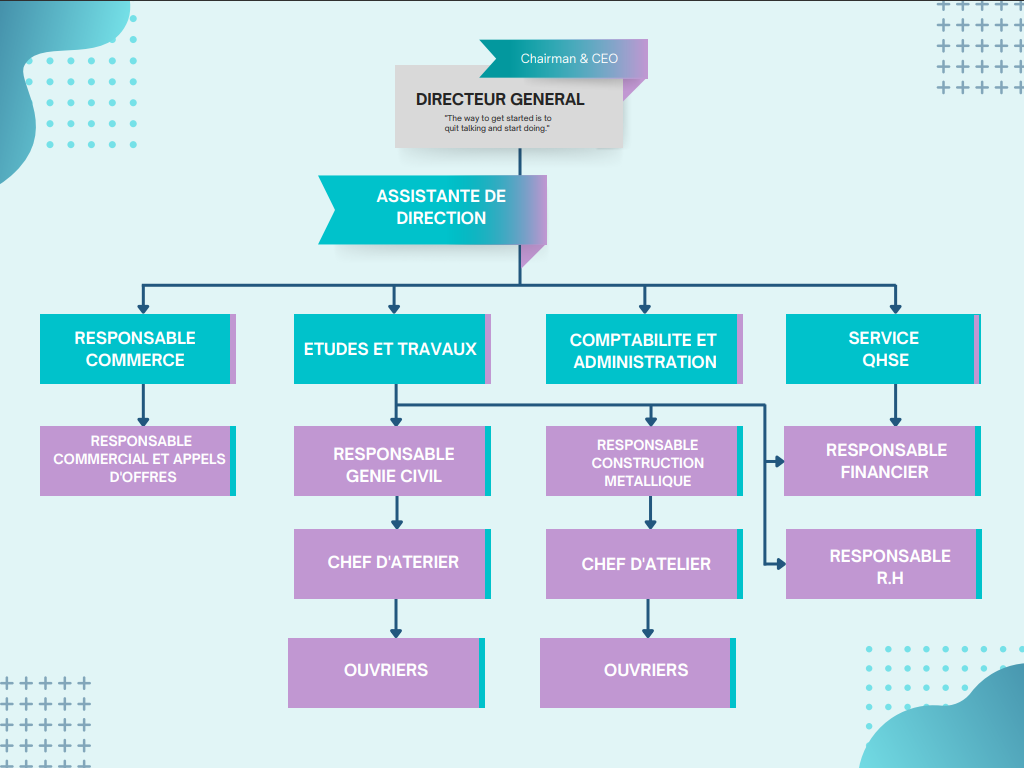 Chairman & CEO
DIRECTEUR GENERAL
"The way to get started is to
quit talking and start doing."
ASSISTANTE DE
DIRECTION
RESPONSABLE
COMMERCE
ETUDES ET TRAVAUX
COMPTABILITE ET
ADMINISTRATION
SERVICE
QHSE
RESPONSABLE
COMMERCIAL ET APPELS
D'OFFRES
RESPONSABLE
GENIE CIVIL
RESPONSABLE
CONSTRUCTION
METALLIQUE
RESPONSABLE
FINANCIER
CHEF D'ATERIER
CHEF D'ATELIER
RESPONSABLE
R.H
OUVRIERS
OUVRIERS